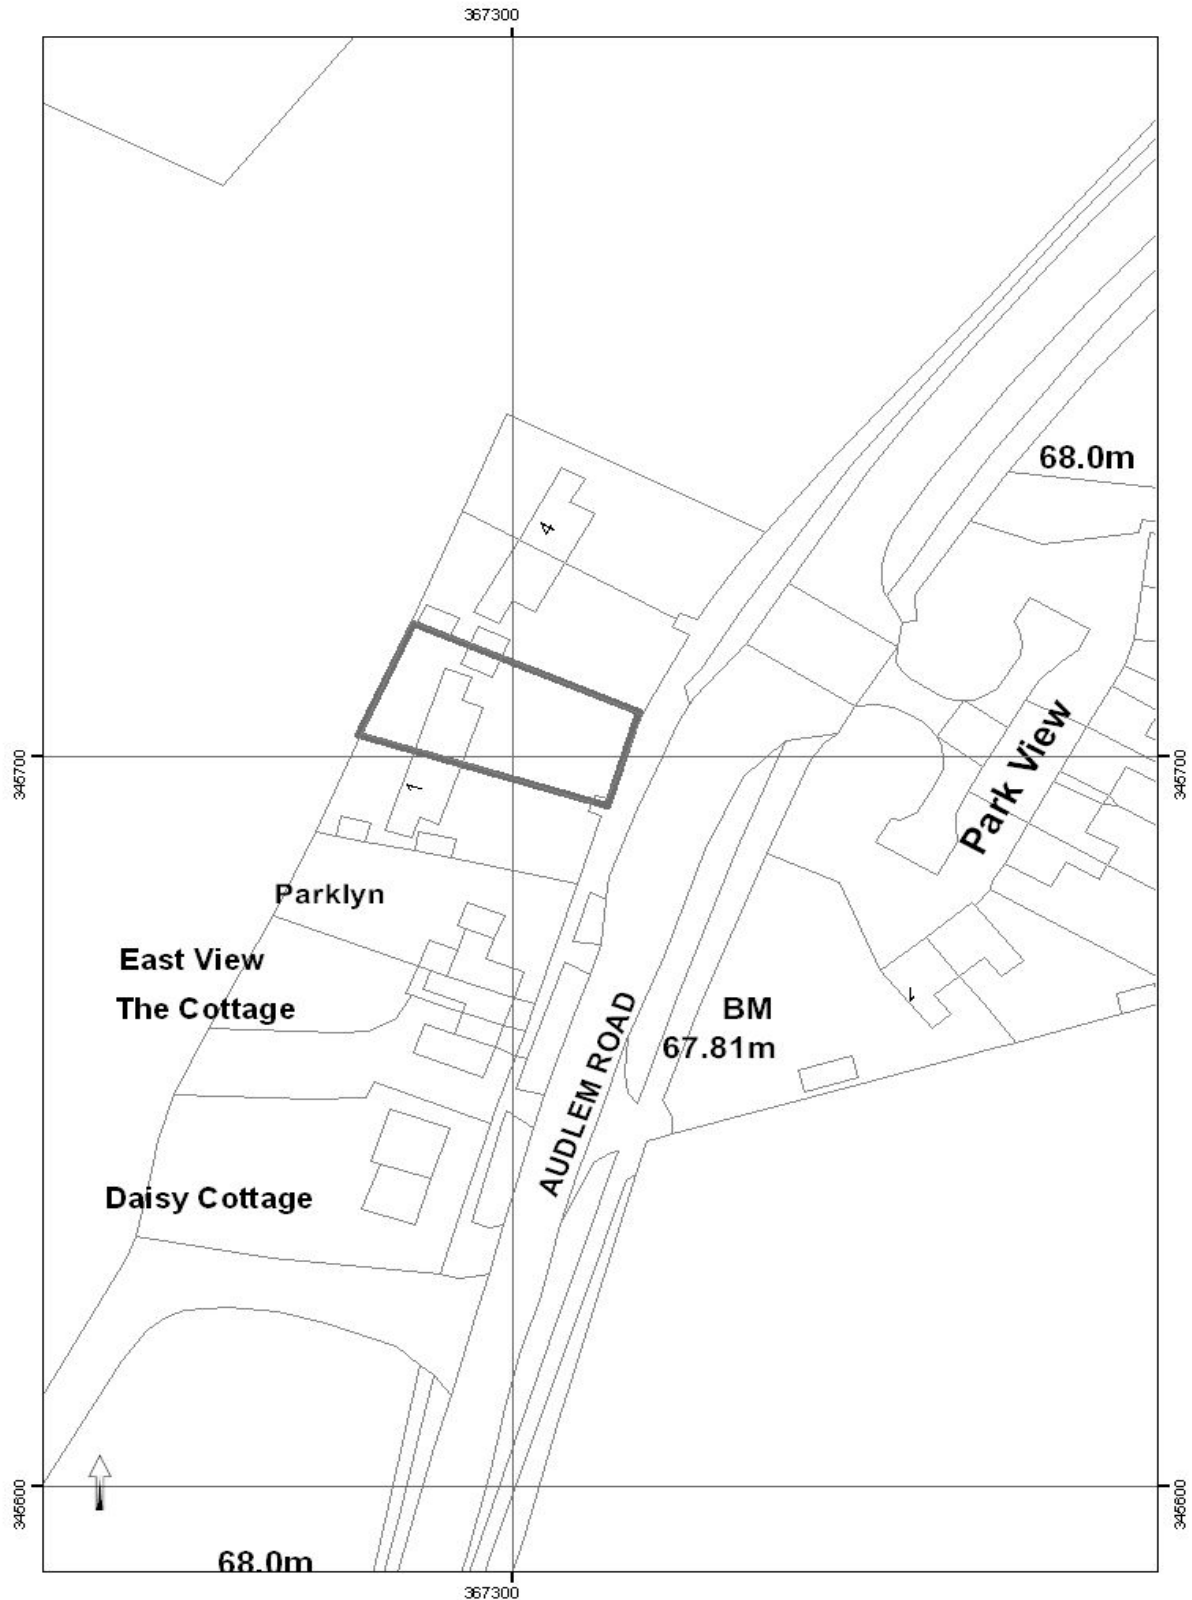 367300
68.0m
4
345700
345700
1
Park View
Parklyn
East View
The Cottage
1
BM
67.81m
AUDLEM ROAD
Daisy Cottage
345600
345600
68.0m
367300